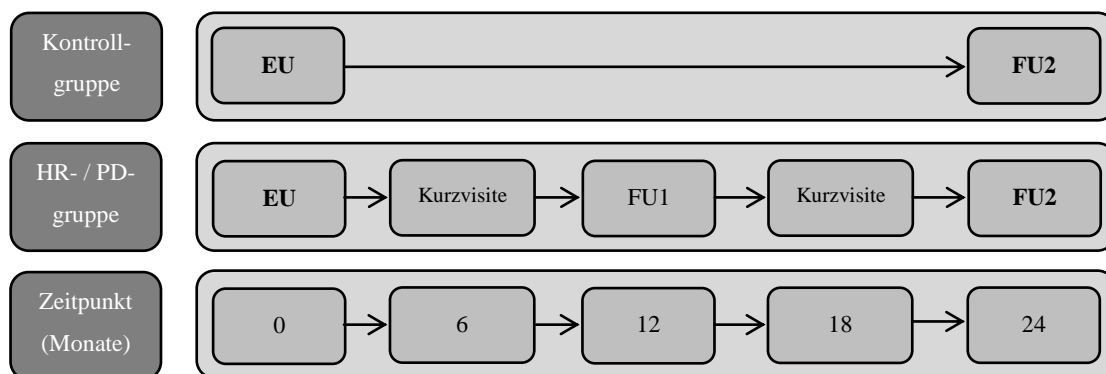 Kontroll-
gruppe
EU
FU2
HR- / PD-
gruppe
EU
Kurzvisite
FU1
Kurzvisite
FU2
Zeitpunkt
(Monate)
0
6
12
18
24